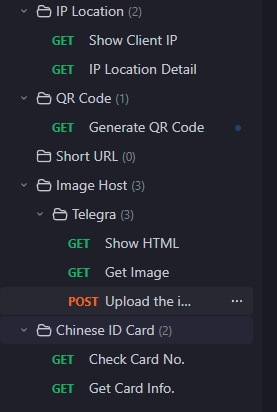 IP Location (2)
GET Show Client IP
GET IP Location Detail
QR Code (1)
GET Generate QR Code
Short URL (0)
Image Host (3)
Telegra (3)
GET Show HTML
GET Get Image
POST Upload the i... ...
Chinese ID Card (2)
GET Check Card No.
GET Get Card Info.